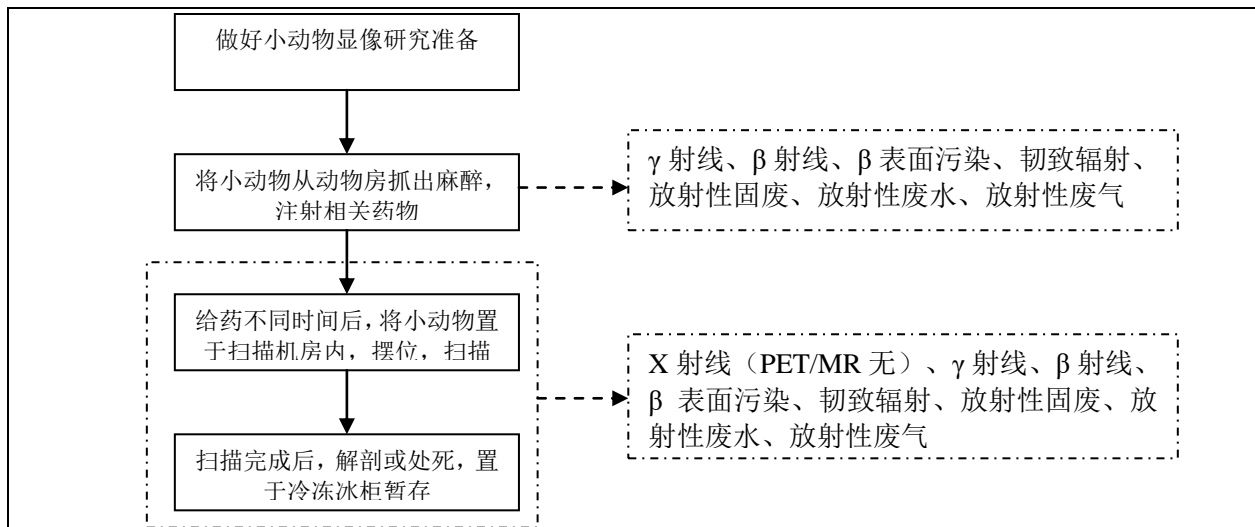 做好小动物显像研究准备
将小动物从动物房抓出麻醉，
注射相关药物
γ 射线、β 射线、β 表面污染、韧致辐射、
放射性固废、放射性废水、放射性废气
给药不同时间后，将小动物置
于扫描机房内，摆位，扫描
X 射线（PET/MR 无）、γ 射线、β 射线、
β 表面污染、韧致辐射、放射性固废、放
射性废水、放射性废气
扫描完成后，解剖或处死，置
于冷冻冰柜暂存